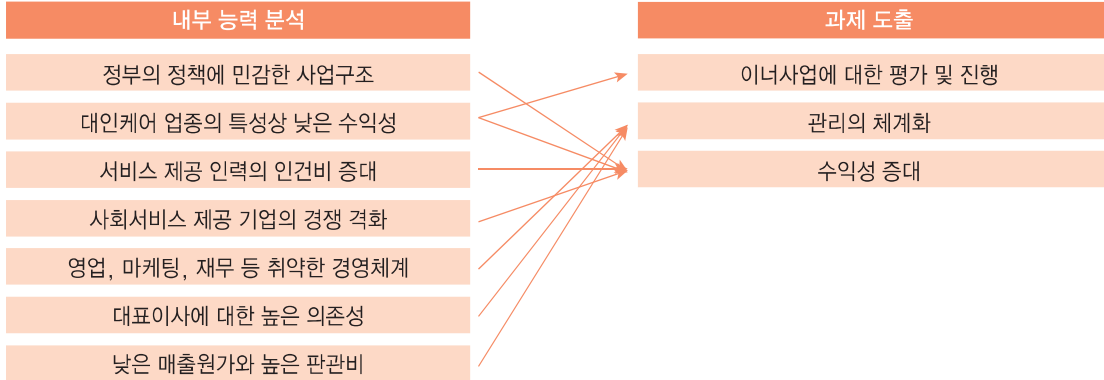 내부 능력 분석
정부의 정책에 민감한 사업구조
대인케어 업종의 특성상 낮은 수익성
서비스 제공 인력의 인건비 증대
사회서비스 제공 기업의 경쟁 격화
영업, 마케팅, 재무 등 취약한 경영체계
대표이사에 대한 높은 의존성
낮은 매출원가와 높은 판관비
과제 도출
이너사업에 대한 평가 및 진행
관리의 체계화
수익성 증대